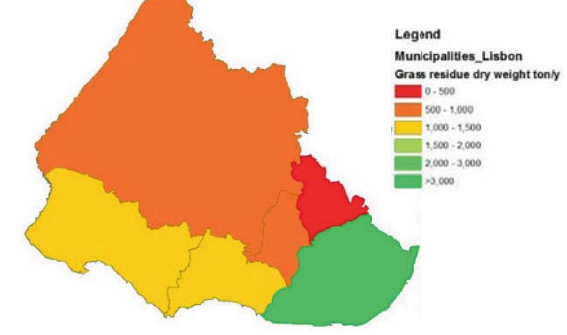 Legend
Municipalities_Lisbon
Grass residue dry weight ton/y
0 - 500
500 - 1,000
1,000 - 1,500
1,500 - 2,000
2,000 - 3,000
>3,000